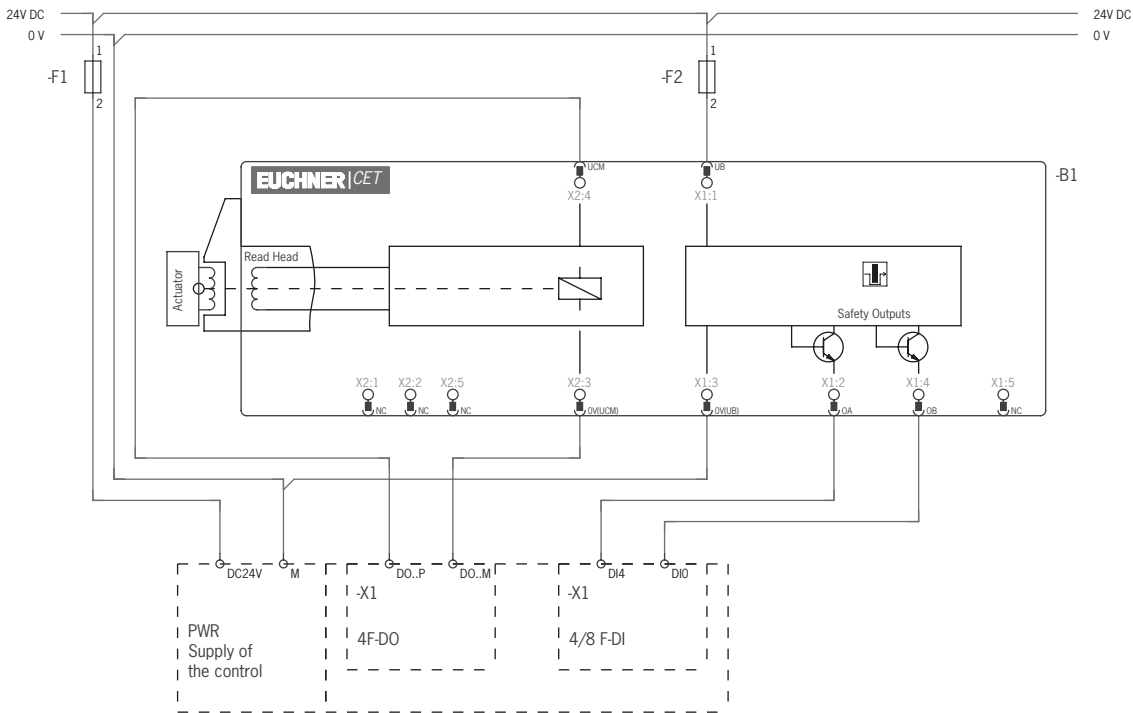 24V DC
24V DC
0 V
0 V
1
1
-F1
-F2
2
2
UCM
UB
EUCHNER | CET
-B1
X2:4
X1:1
Read Head
Actuator
Safety Outputs
X2:1
X2:2
X2:5
X2:3
X1:3
X1:2
X1:4
X1:5
NC
NC
NC
0V(UCM)
0V(UB)
OA
OB
NC
DC24V
M
DO..P
DO..M
DI4
DI0
-X1
-X1
PWR
Supply of
the control
4F-DO
4/8 F-DI